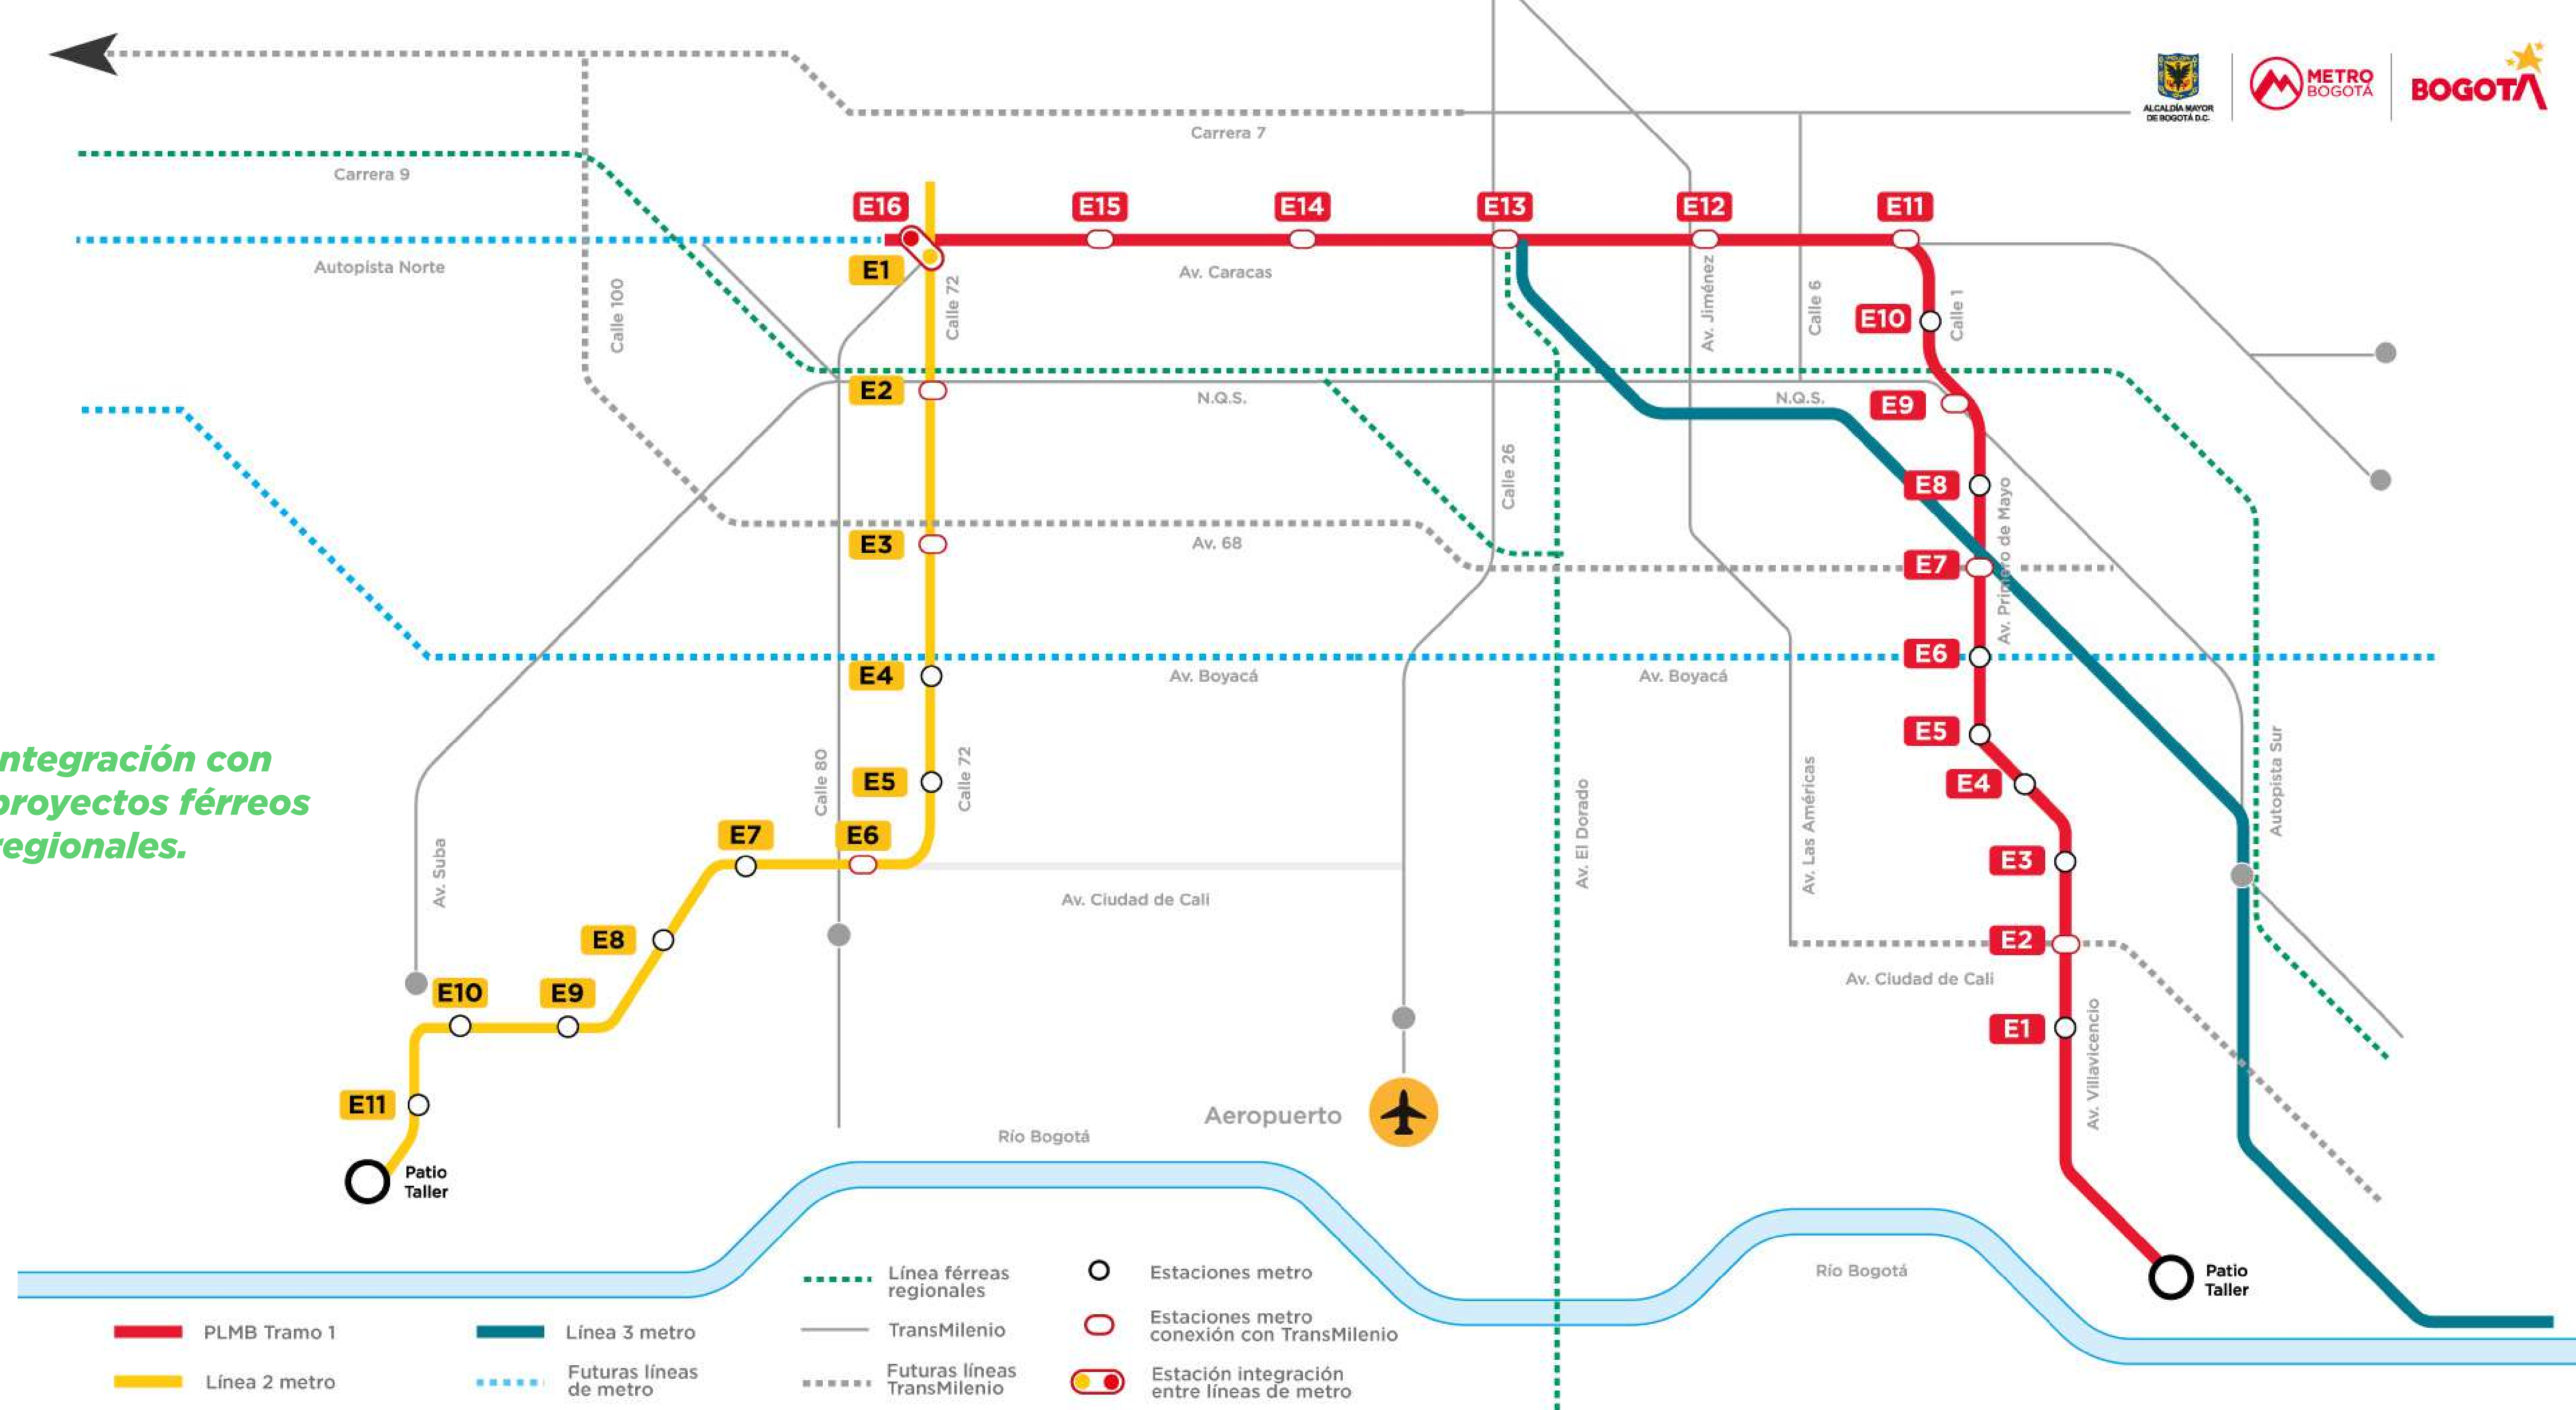 ALCALDÍA MAYOR
DE BOGOTÁ D.C.
METRO
BOGOTÁ
BOGOTÁ
Carrera 7
Carrera 9
E16
E15
E14
E13
E12
E11
Autopista Norte
E1
Av. Caracas
Calle 100
Calle 72
Av. Jiménez
Calle 6
Calle 1
E10
E2
N.Q.S.
N.Q.S.
E9
Calle 26
E8
Av. Primero de Mayo
E3
Av. 68
E7
E4
Av. Boyacá
Av. Boyacá
E6
E5
ntegración con
proyectos férreos
regionales.
E5
Calle 80
Calle 72
Av. El Dorado
Av. Las Américas
E4
Autopista Sur
E7
E6
Av. Suba
Av. Ciudad de Cali
E3
E8
E2
Av. Ciudad de Cali
E10
E9
E1
Av. Villavicencio
E11
Aeropuerto
Río Bogotá
Patio
Taller
Río Bogotá
Patio
Taller
PLMB Tramo 1
Línea 2 metro
Línea 3 metro
Futuras líneas
de metro
Línea férreas
regionales
TransMilenio
Futuras líneas
TransMilenio
Estaciones metro
Estaciones metro
conexión con TransMilenio
Estación integración
entre líneas de metro